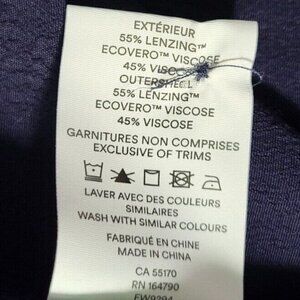 EXTÉRIEUR
55% LENZING™
ECOVERO™ VISCOSE
45% VISCOSE
OUTERSHELL
55% LENZING™
ECOVERO™ VISCOSE
45% VISCOSE
GARNITURES NON COMPRISES
EXCLUSIVE OF TRIMS
LAVER AVEC DES COULEURS
SIMILAIRES
WASH WITH SIMILAR COLOURS
FABRIQUÉ EN CHINE
MADE IN CHINA
CA 55170
RN 164790
FW9294